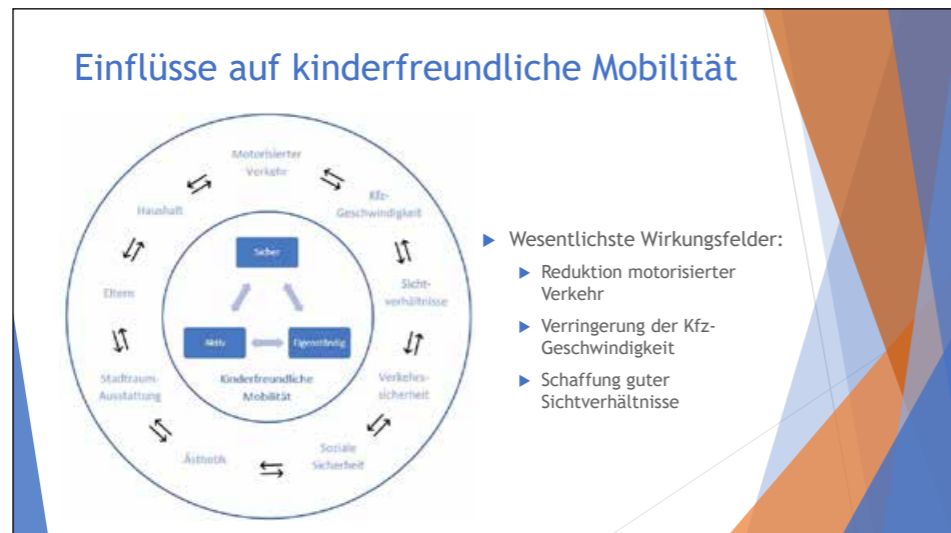 Einflüsse auf kinderfreundliche Mobilität
Motorisierter
Verkehr
Kfz-
Geschwindigkeit
Sicht-
verhältnisse
Verkehrs-
sicherheit
Soziale
Sicherheit
Ästhetik
Stadtraum-
Ausstattung
Eltern
Haushalt
Sicher
Aktiv
Eigenständig
Kinderfreundliche
Mobilität
Wesentlichste Wirkungsfelder:
Reduktion motorisierter
Verkehr
Verringerung der Kfz-
Geschwindigkeit
Schaffung guter
Sichtverhältnisse